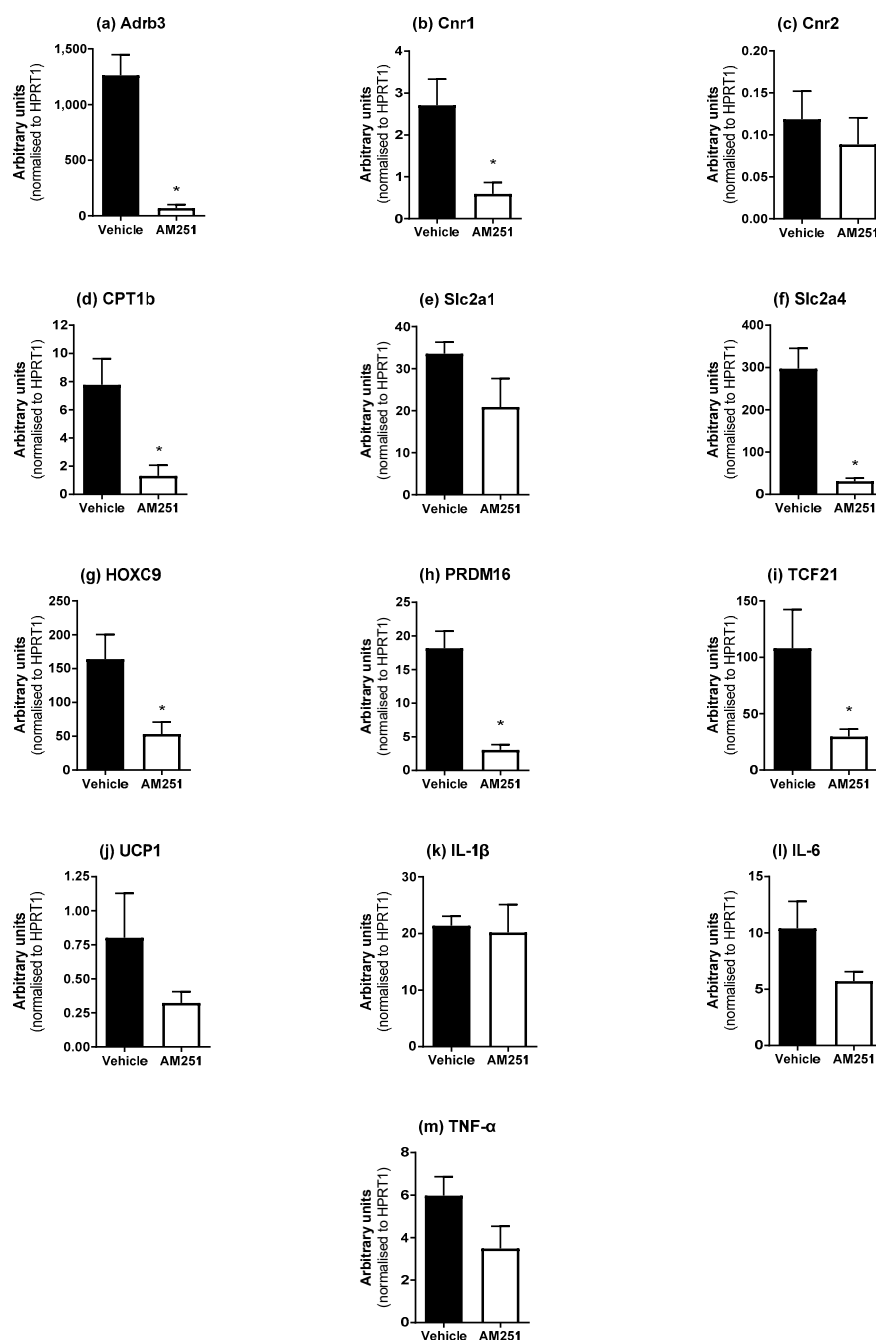 (a) Adrb3
Arbitrary units
(normalised to HPRT1)
1,500
1,000
500
0
*
Vehicle AM251
(b) Cnr1
Arbitrary units
(normalised to HPRT1)
4
3
2
1
0
*
Vehicle AM251
(c) Cnr2
Arbitrary units
(normalised to HPRT1)
0.20
0.15
0.10
0.05
0.00
Vehicle AM251
(d) CPT1b
Arbitrary units
(normalised to HPRT1)
12
10
8
6
4
2
0
*
Vehicle AM251
(e) Slc2a1
Arbitrary units
(normalised to HPRT1)
40
30
20
10
0
Vehicle AM251
(f) Slc2a4
Arbitrary units
(normalised to HPRT1)
400
300
200
100
0
*
Vehicle AM251
(g) HOXC9
Arbitrary units
(normalised to HPRT1)
250
200
150
100
50
0
*
Vehicle AM251
(h) PRDM16
Arbitrary units
(normalised to HPRT1)
25
20
15
10
5
0
*
Vehicle AM251
(i) TCF21
Arbitrary units
(normalised to HPRT1)
150
100
50
0
*
Vehicle AM251
(j) UCP1
Arbitrary units
(normalised to HPRT1)
1.25
1.00
0.75
0.50
0.25
0.00
Vehicle AM251
(k) IL-1β
Arbitrary units
(normalised to HPRT1)
30
20
10
0
Vehicle AM251
(l) IL-6
Arbitrary units
(normalised to HPRT1)
15
10
5
0
Vehicle AM251
(m) TNF-α
Arbitrary units
(normalised to HPRT1)
8
6
4
2
0
Vehicle AM251